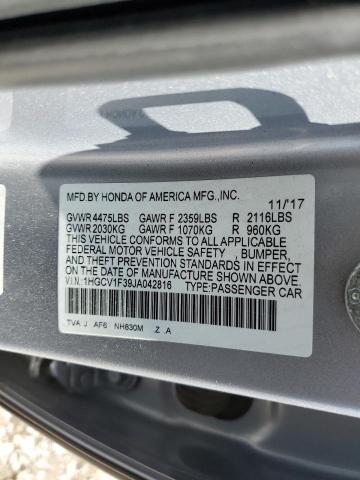 MFD.BY HONDA OF AMERICA MFG.,INC. 11/'17
GVWR 4475LBS GAWR F 2359LBS R 2116LBS
GVWR 2030KG GAWR F 1070KG R 960KG
THIS VEHICLE CONFORMS TO ALL APPLICABLE
FEDERAL MOTOR VEHICLE SAFETY , BUMPER,
AND THEFT PREVENTION STANDARDS IN EFFECT
ON THE DATE OF MANUFACTURE SHOWN ABOVE.
V.I.N.:1HGCV1F39JA042816 TYPE:PASSENGER CAR
TVA J AF6 NH830M Z .A